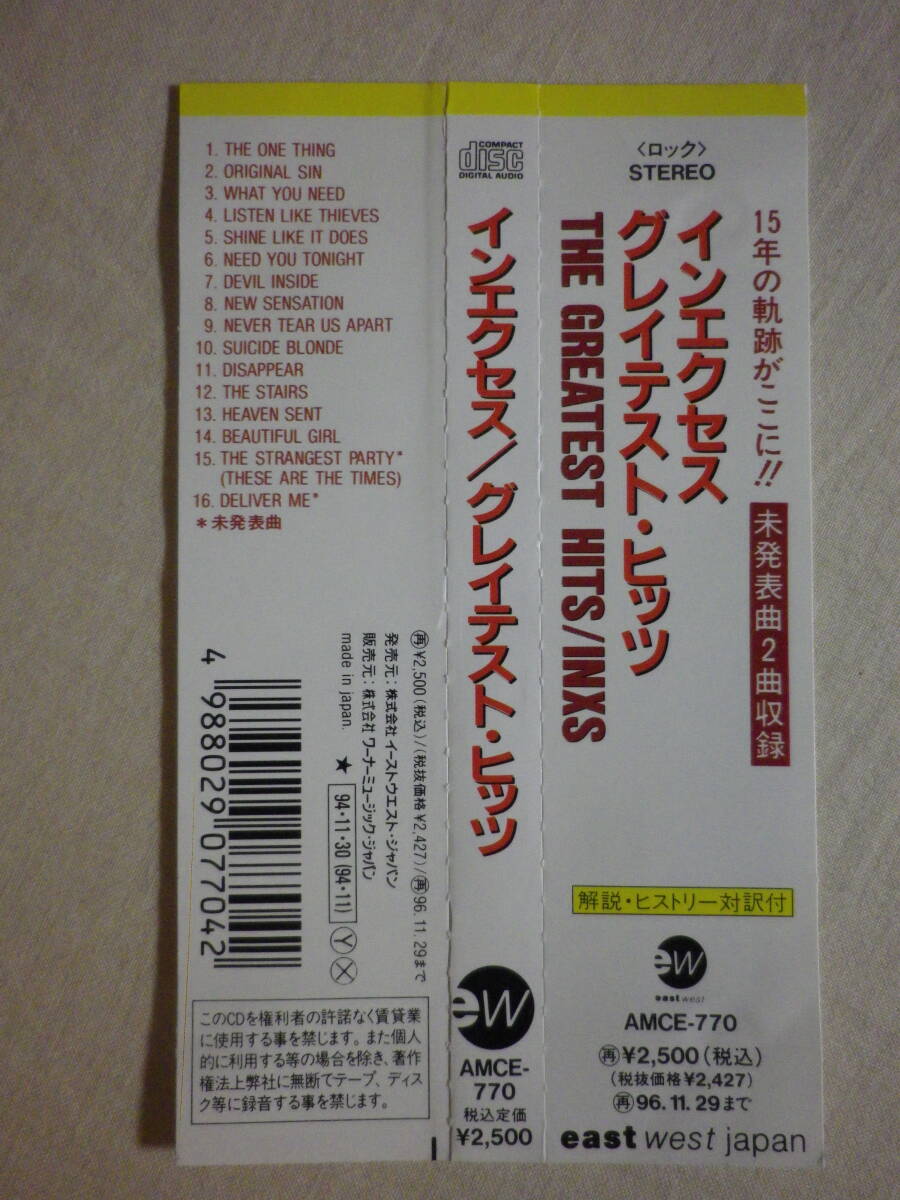 1. THE ONE THING
2. ORIGINAL SIN
3. WHAT YOU NEED
4. LISTEN LIKE THIEVES
5. SHINE LIKE IT DOES
6. NEED YOU TONIGHT
7. DEVIL INSIDE
8. NEW SENSATION
9. NEVER TEAR US APART
10. SUICIDE BLONDE
11. DISAPPEAR
12. THE STAIRS
13. HEAVEN SENT
14. BEAUTIFUL GIRL
15. THE STRANGEST PARTY*
(THESE ARE THE TIMES)
16. DELIVER ME*
*未発表曲
㊢¥2,500(税込)/(税抜価格¥2,427)/㊢96.11.29まで
発売元:株式会社 イーストウエスト・ジャパン
販売元:株式会社 ワーナーミュージック・ジャパン
made in japan.
★ 94・11・30 (94・11) Ⓨ Ⓧ
4 988029 077042
このCDを権利者の許諾なく賃貸業
に使用する事を禁じます。また個人
的に利用する等の場合を除き、著作
権法上弊社に無断でテープ、ディス
ク等に録音する事を禁じます。
COMPACT
disc
DIGITAL AUDIO
インエクセス/グレイテスト・ヒッツ
ew
AMCE-
770
税込定価
¥2,500
〈ロック〉
STEREO
15年の軌跡がここに!!
未発表曲2曲収録
インエクセス
グレイテスト・ヒッツ
THE GREATEST HITS/INXS
解説・ヒストリー対訳付
ew
east west
AMCE-770
再¥2,500(税込)
(税抜価格¥2,427)
再96.11.29まで
east west japan